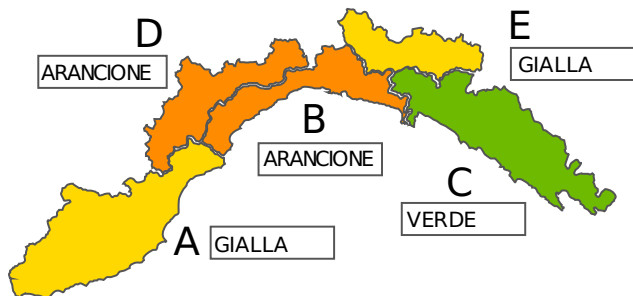 D
ARANCIONE
E
GIALLA
B
ARANCIONE
C
VERDE
A
GIALLA